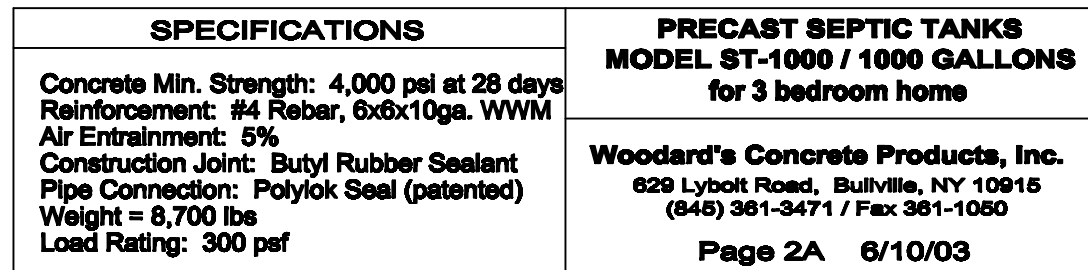 SPECIFICATIONS
Concrete Min. Strength: 4,000 psi at 28 days
Reinforcement: #4 Rebar, 6x6x10ga. WWM
Air Entrainment: 5%
Construction Joint: Butyl Rubber Sealant
Pipe Connection: Polylok Seal (patented)
Weight = 8,700 lbs
Load Rating: 300 psf
PRECAST SEPTIC TANKS
MODEL ST-1000 / 1000 GALLONS
for 3 bedroom home
Woodard's Concrete Products, Inc.
629 Lybolt Road, Bullville, NY 10915
(845) 361-3471 / Fax 361-1050
Page 2A 6/10/03